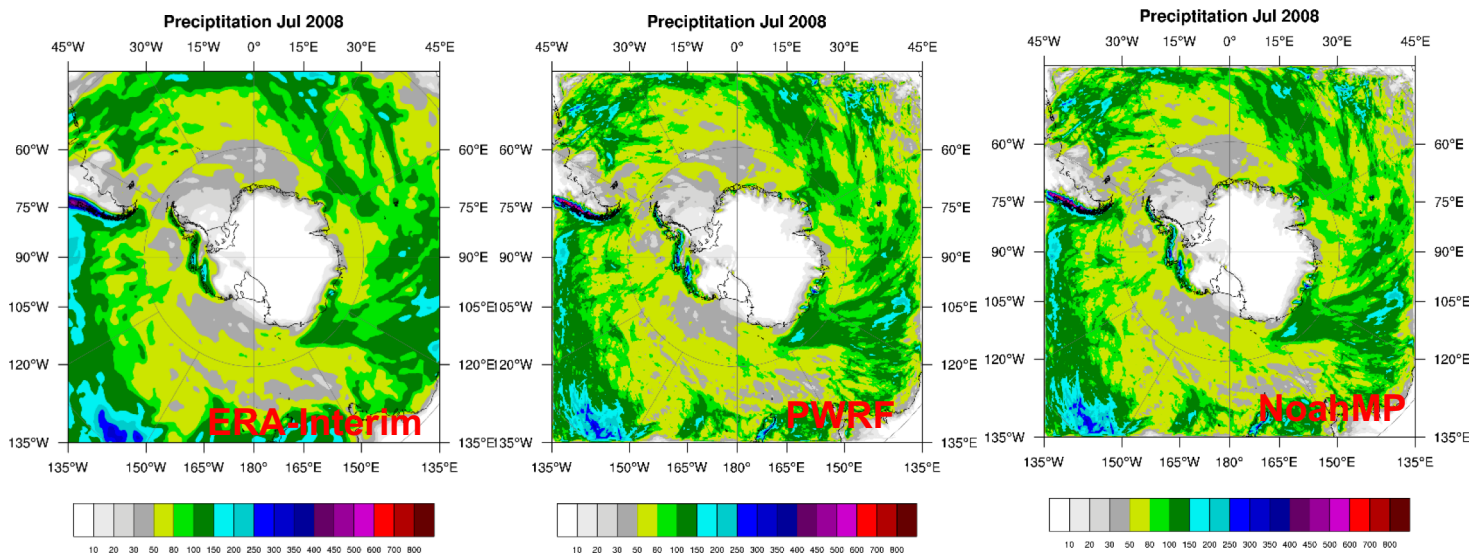 Preciptitation Jul 2008
45°W 30°W 15°W 0° 15°E 30°E 45°E
60°W 60°E
75°W 75°E
90°W 90°E
105°W 105°E
120°W 120°E
135°W 135°E
ERA-Interim
135°W 150°W 165°W 180° 165°E 150°E 135°E
10 20 30 50 80 100 150 200 250 300 350 400 450 500 600 700 800
Preciptitation Jul 2008
45°W 30°W 15°W 0° 15°E 30°E 45°E
60°W 60°E
75°W 75°E
90°W 90°E
105°W 105°E
120°W 120°E
135°W 135°E
PWRF
135°W 150°W 165°W 180° 165°E 150°E 135°E
10 20 30 50 80 100 150 200 250 300 350 400 450 500 600 700 800
Preciptitation Jul 2008
45°W 30°W 15°W 0° 15°E 30°E 45°E
60°W 60°E
75°W 75°E
90°W 90°E
105°W 105°E
120°W 120°E
135°W 135°E
NoahMP
135°W 150°W 165°W 180° 165°E 150°E 135°E
10 20 30 50 80 100 150 200 250 300 350 400 450 500 600 700 800